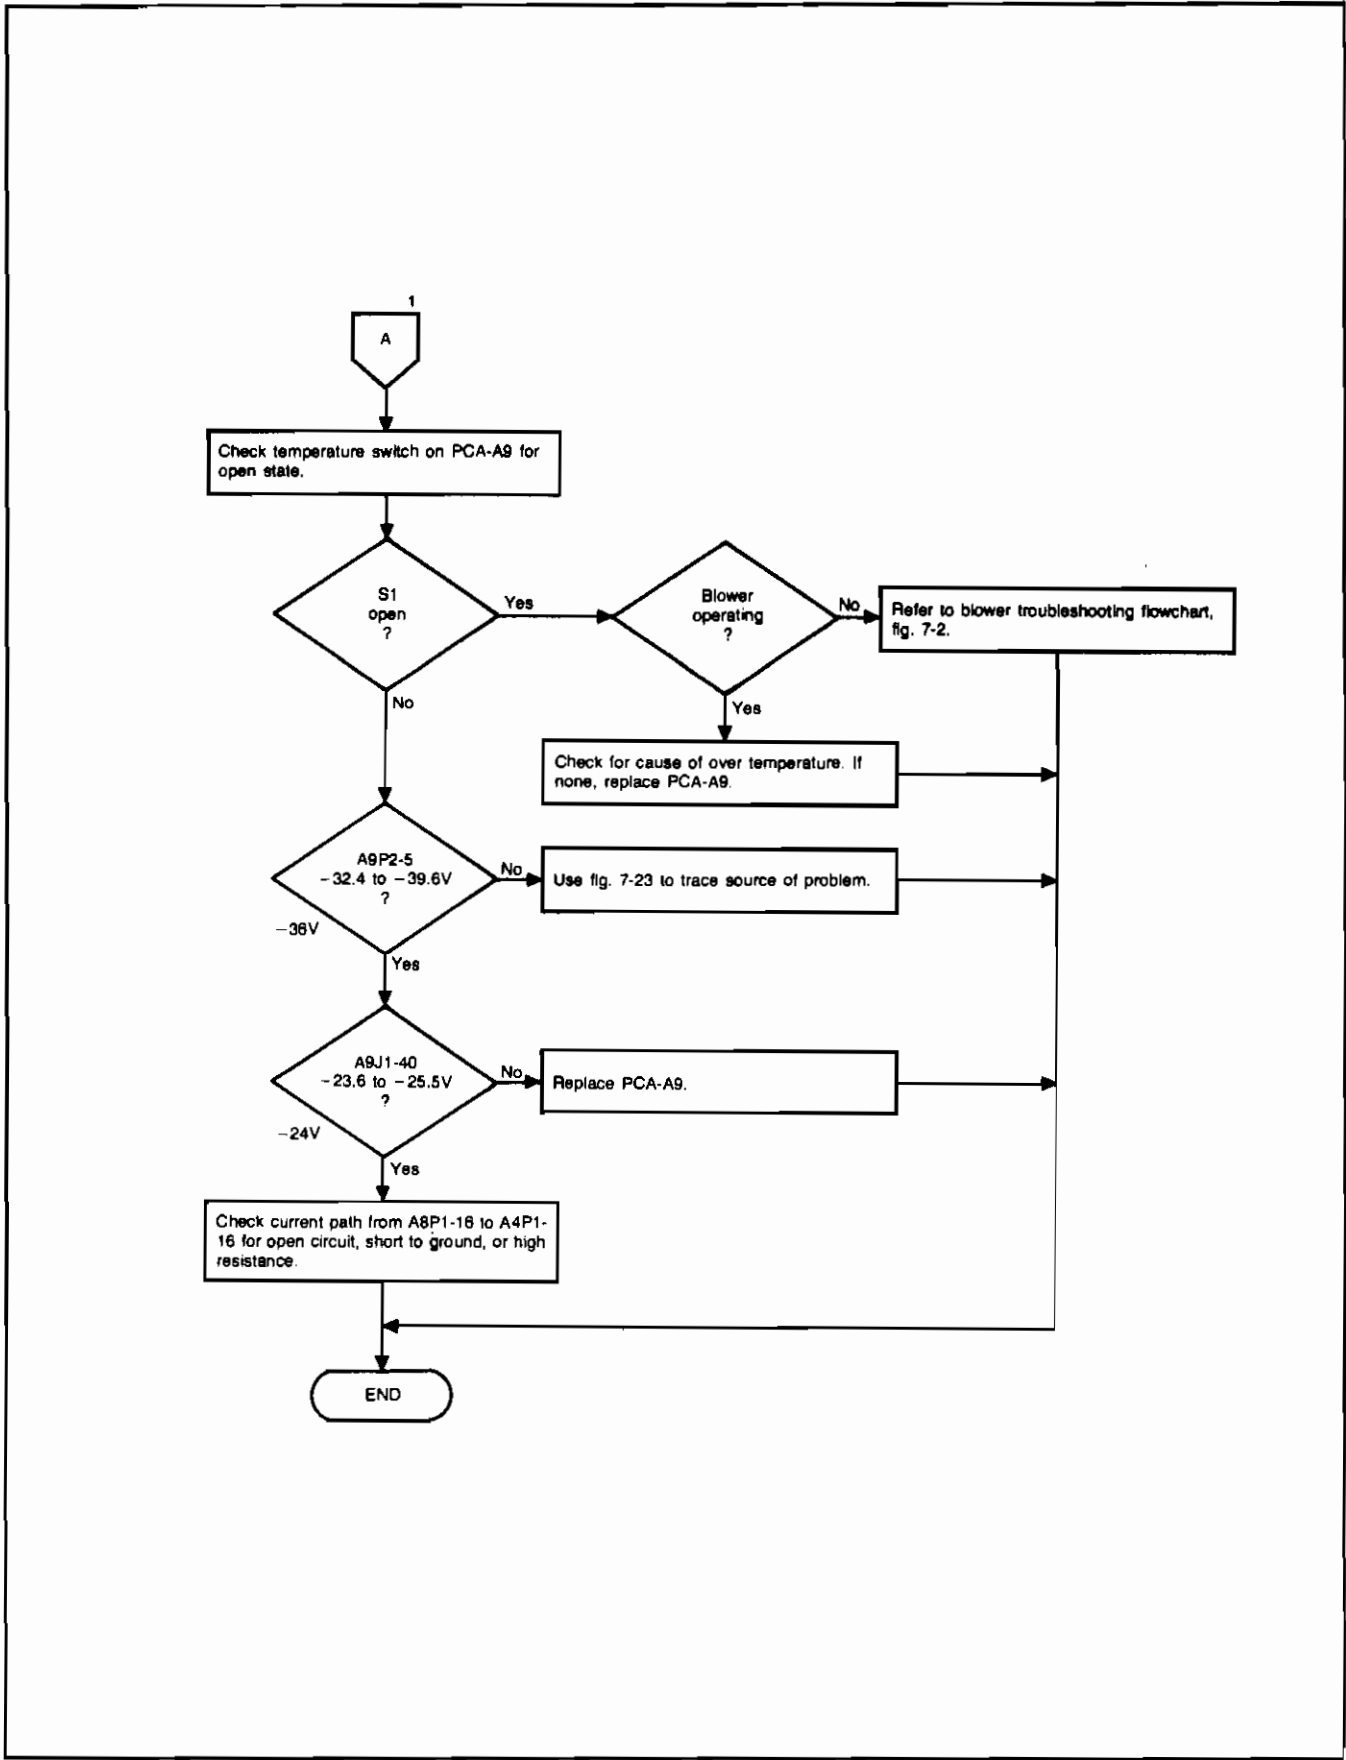 1
A
Check temperature switch on PCA-A9 for
open state.
S1
open
?
Yes
No
Blower
operating
?
No
Yes
Refer to blower troubleshooting flowchart,
fig. 7-2.
Check for cause of over temperature. If
none, replace PCA-A9.
A9P2-5
-32.4 to -39.6V
?
-36V
No
Yes
Use fig. 7-23 to trace source of problem.
A9J1-40
-23.6 to -25.5V
?
-24V
No
Yes
Replace PCA-A9.
Check current path from A8P1-16 to A4P1-
16 for open circuit, short to ground, or high
resistance.
END